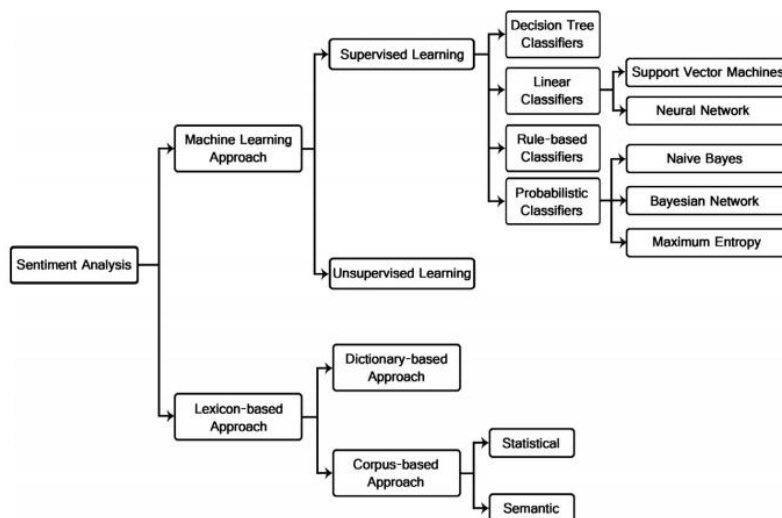 Decision Tree
Classifiers
Supervised Learning
Support Vector Machines
Linear
Classifiers
Neural Network
Machine Learning
Approach
Rule-based
Classifiers
Naive Bayes
Probabilistic
Classifiers
Bayesian Network
Maximum Entropy
Sentiment Analysis
Unsupervised Learning
Dictionary-based
Approach
Lexicon-based
Approach
Statistical
Corpus-based
Approach
Semantic